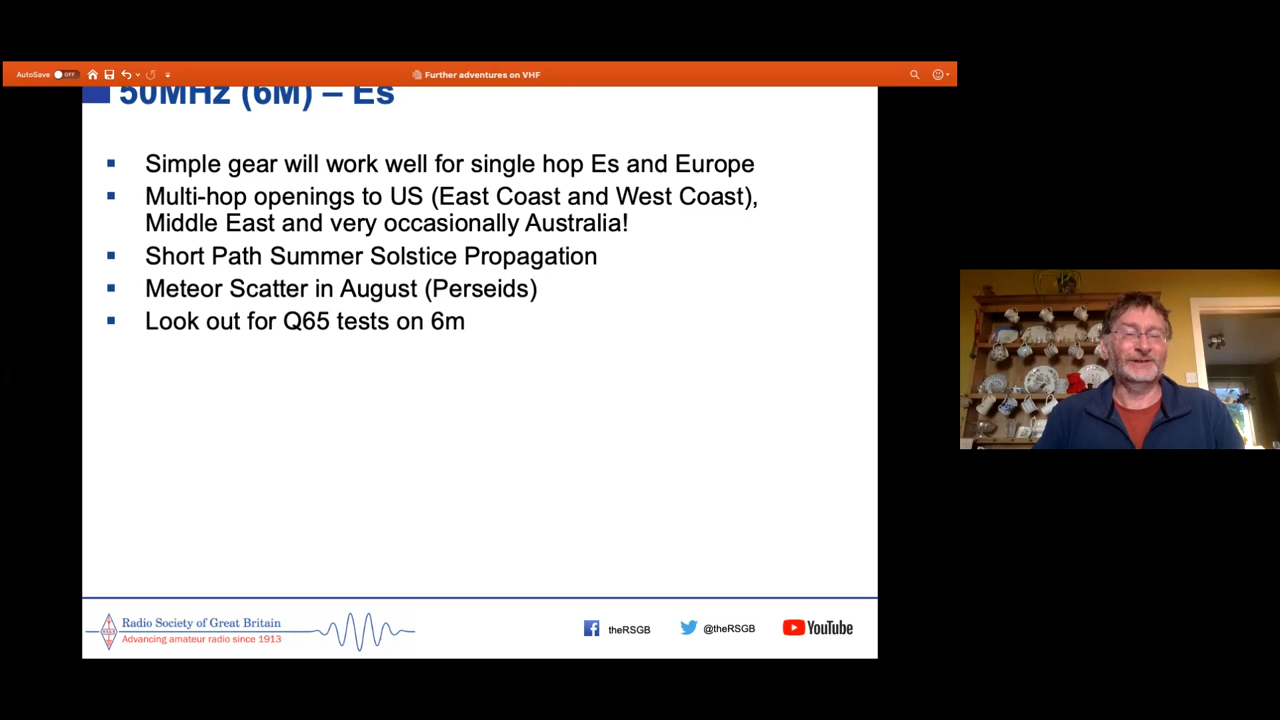 AutoSave OFF
Further adventures on VHF
50MHz (6M) – Es
Simple gear will work well for single hop Es and Europe
Multi-hop openings to US (East Coast and West Coast),
Middle East and very occasionally Australia!
Short Path Summer Solstice Propagation
Meteor Scatter in August (Perseids)
Look out for Q65 tests on 6m
Radio Society of Great Britain
Advancing amateur radio since 1913
theRSGB
@theRSGB
YouTube